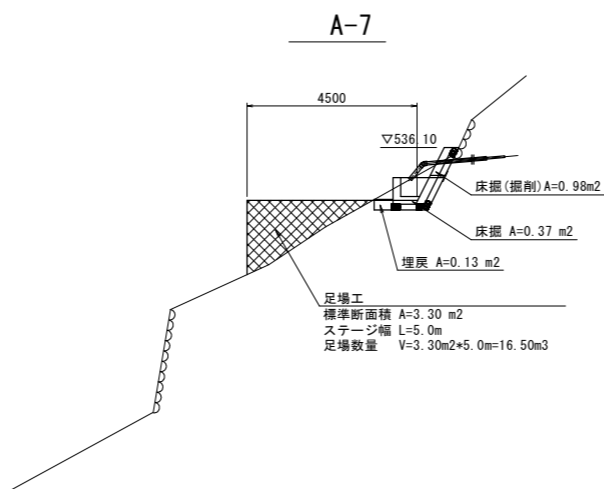 A-7
4500
▽536.10
床掘(掘削)A=0.98m2
床掘 A=0.37 m2
埋戻 A=0.13 m2
足場工
標準断面積 A=3.30 m2
ステージ幅 L=5.0m
足場数量 V=3.30m2*5.0m=16.50m3